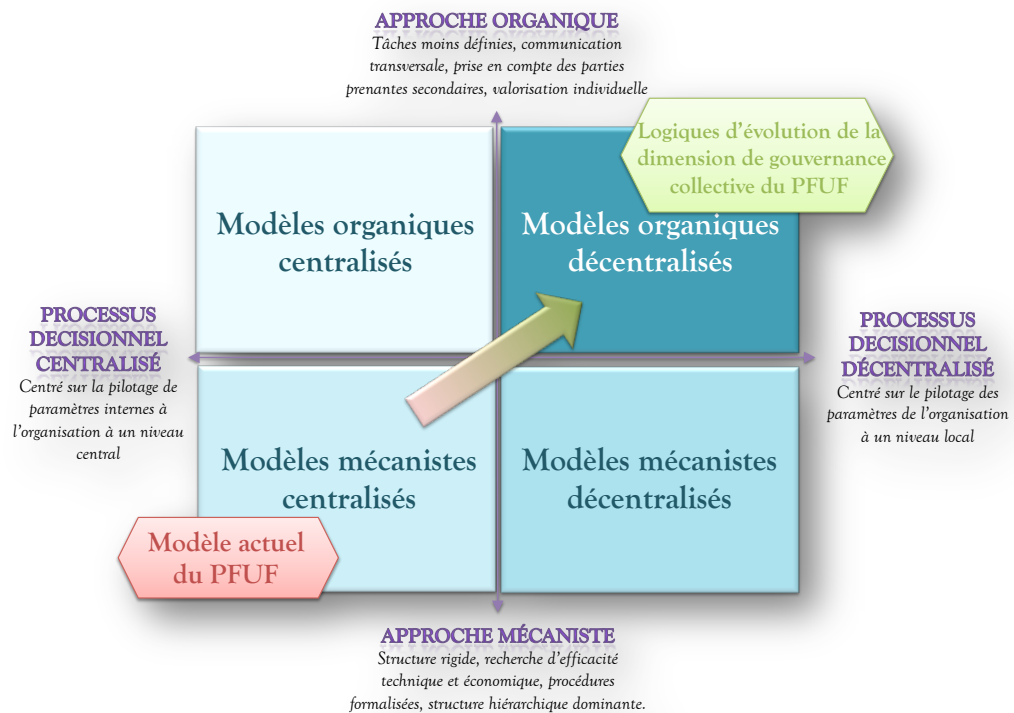 APPROCHE ORGANIQUE
Tâches moins définies, communication
transversale, prise en compte des parties
prenantes secondaires, valorisation individuelle
Logiques d'évolution de la
dimension de gouvernance
collective du PFUF
Modèles organiques
centralisés
Modèles organiques
décentralisés
PROCESSUS
DECISIONNEL
CENTRALISÉ
Centré sur la pilotage de
paramètres internes à
l'organisation à un niveau
central
PROCESSUS
DECISIONNEL
DÉCENTRALISÉ
Centré sur le pilotage des
paramètres de l'organisation
à un niveau local
Modèles mécanistes
centralisés
Modèles mécanistes
décentralisés
Modèle actuel
du PFUF
APPROCHE MÉCANISTE
Structure rigide, recherche d'efficacité
technique et économique, procédures
formalisées, structure hiérarchique dominante.